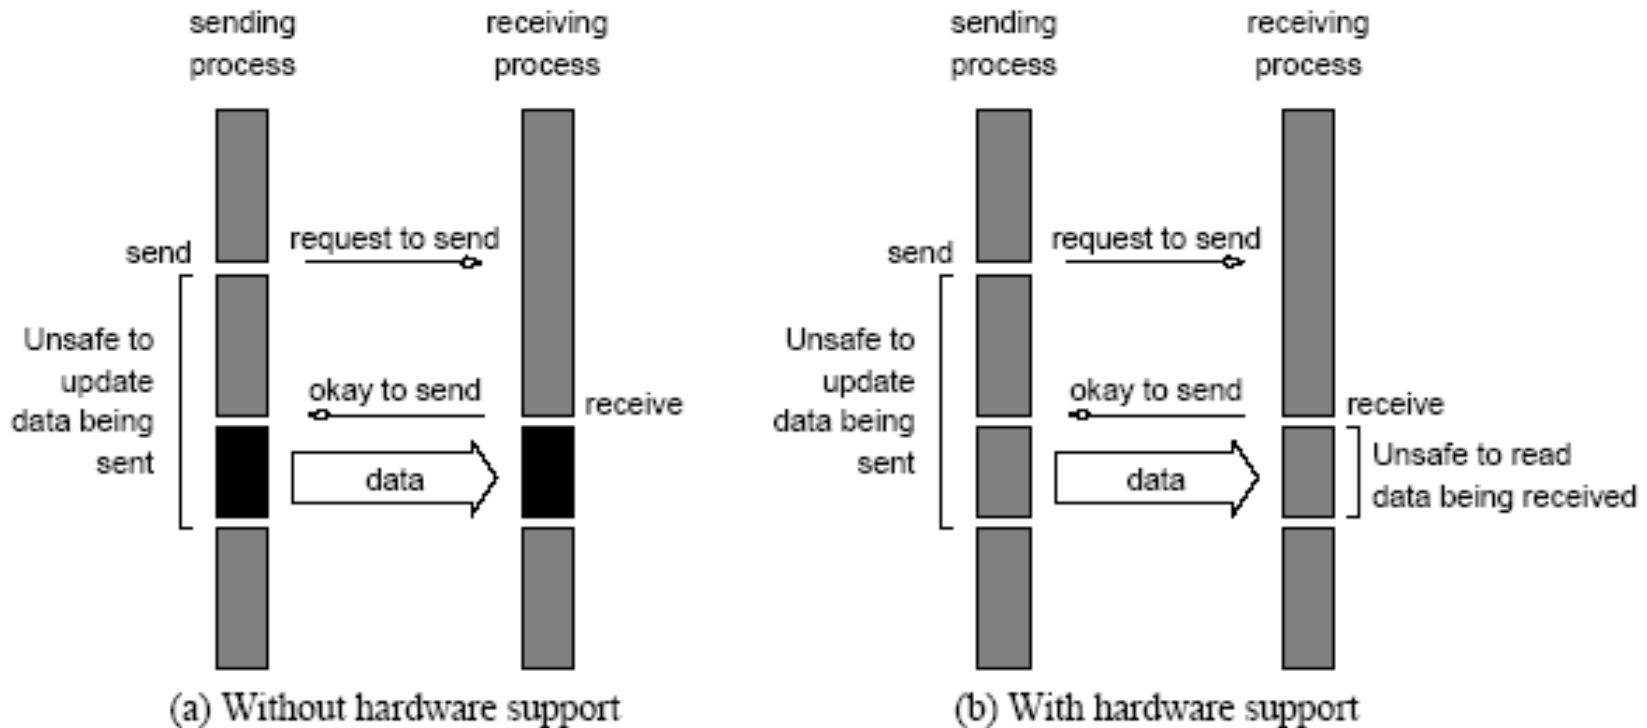 sending
process
receiving
process
send
request to send
Unsafe to
update
data being
sent
okay to send
receive
data
(a) Without hardware support
sending
process
receiving
process
send
request to send
Unsafe to
update
data being
sent
okay to send
receive
data
Unsafe to read
data being received
(b) With hardware support